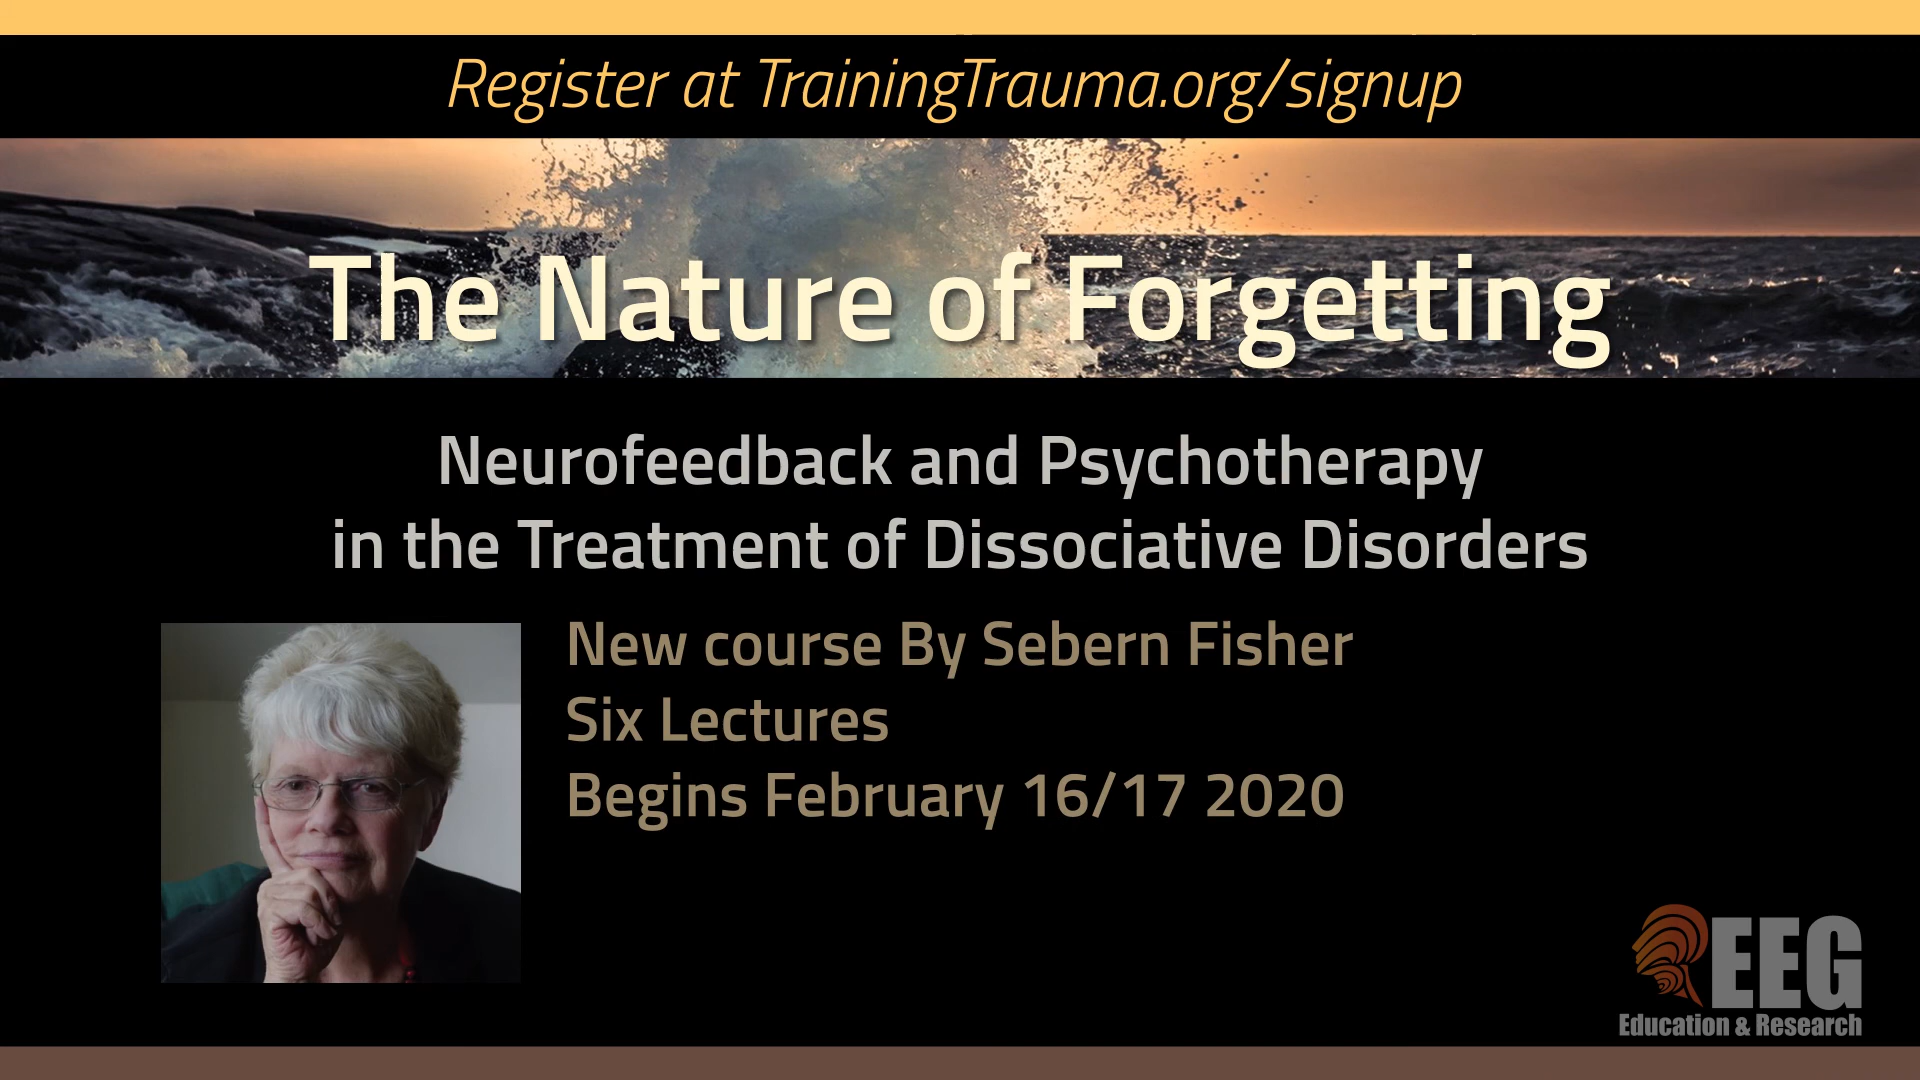 Register at TrainingTrauma.org/signup
The Nature of Forgetting
Neurofeedback and Psychotherapy
in the Treatment of Dissociative Disorders
New course By Sebern Fisher
Six Lectures
Begins February 16/17 2020
EEG
Education & Research